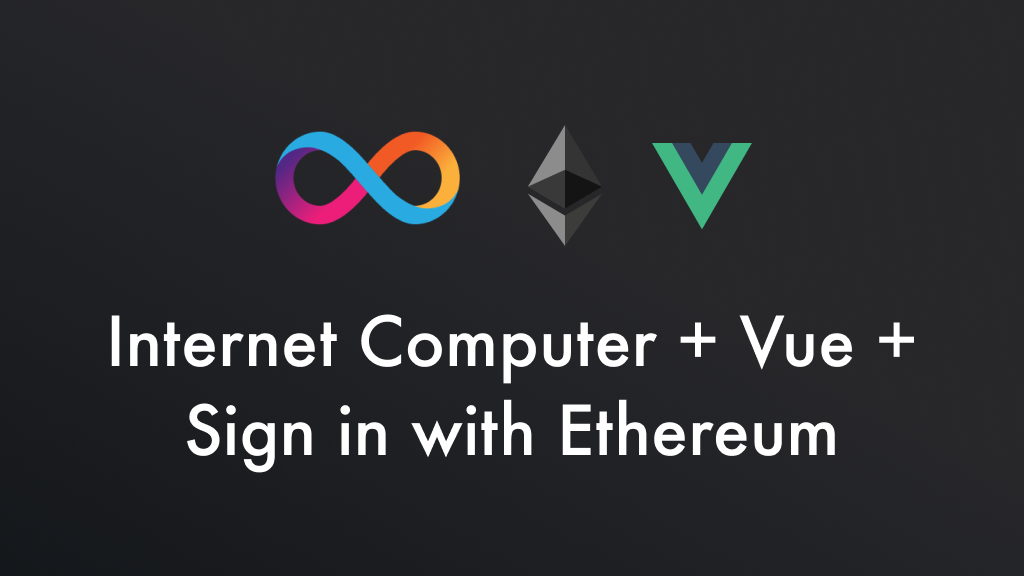 Internet Computer + Vue +
Sign in with Ethereum